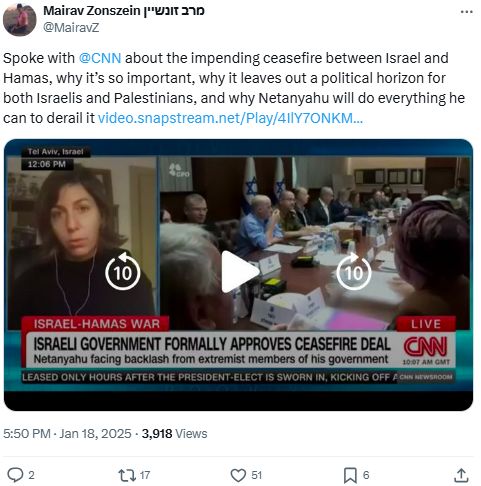 Mairav Zonszein מרב זונשיין
@MairavZ
Spoke with @CNN about the impending ceasefire between Israel and
Hamas, why it’s so important, why it leaves out a political horizon for
both Israelis and Palestinians, and why Netanyahu will do everything he
can to derail it video.snapstream.net/Play/4IlY7ONKM…
Tel Aviv, Israel
12:06 PM
GPO
10
10
ISRAEL-HAMAS WAR
LIVE
ISRAELI GOVERNMENT FORMALLY APPROVES CEASEFIRE DEAL
Netanyahu facing backlash from extremist members of his government
CNN
10:07 AM GMT
LEASED ONLY HOURS AFTER THE PRESIDENT-ELECT IS SWORN IN, KICKING OFF A
CNN NEWSROOM
5:50 PM · Jan 18, 2025 · 3,918 Views
2
17
51
6